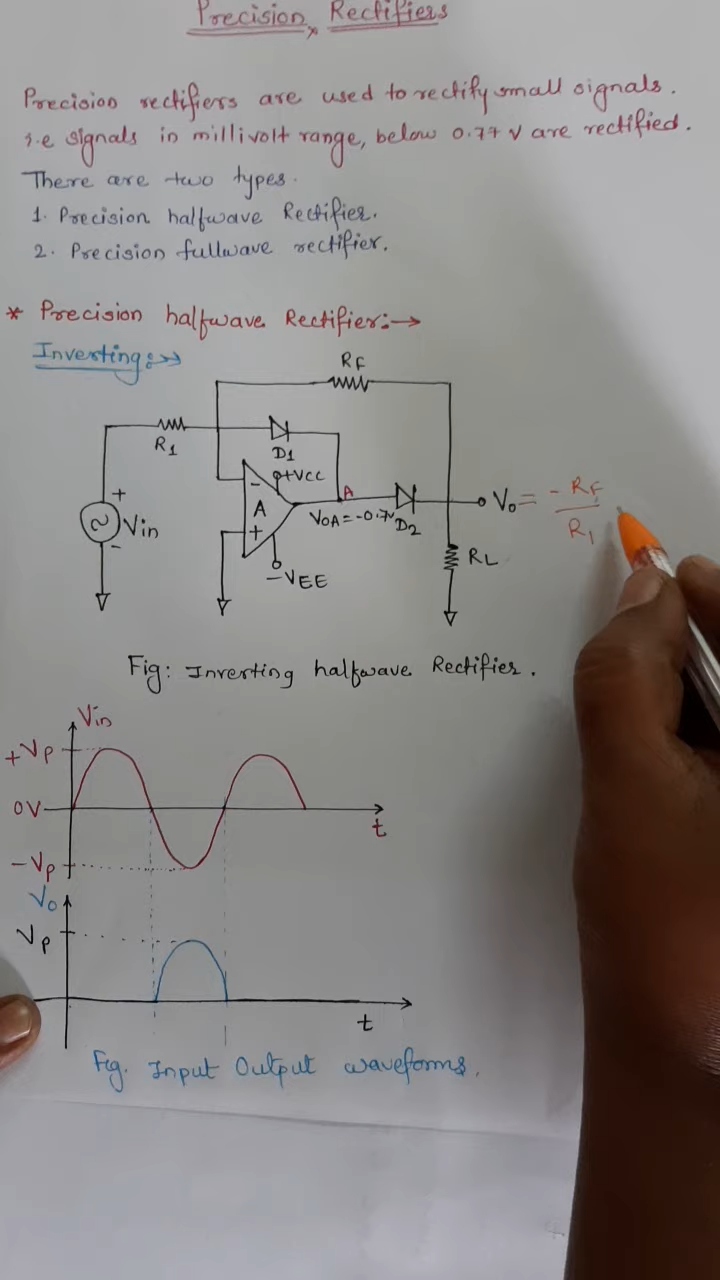 Precision Rectifiers
Precision rectifiers are used to rectify small signals.
i.e signals in millivolt range, below 0.7V are rectified.
There are two types.
1. Precision halfwave Rectifier.
2. Precision fullwave rectifier.
* Precision halfwave Rectifier:→
Inverting:→
RF
R1
D1
+VCC
-
A
+
A
VOA=-0.7V
D2
-VEE
+
Vin
-
Vo = -RF
R1
RL
Fig: Inverting halfwave Rectifier.
Vin
+Vp
0V
t
-Vp
Vo
Vp
t
Fig. Input Output waveforms.